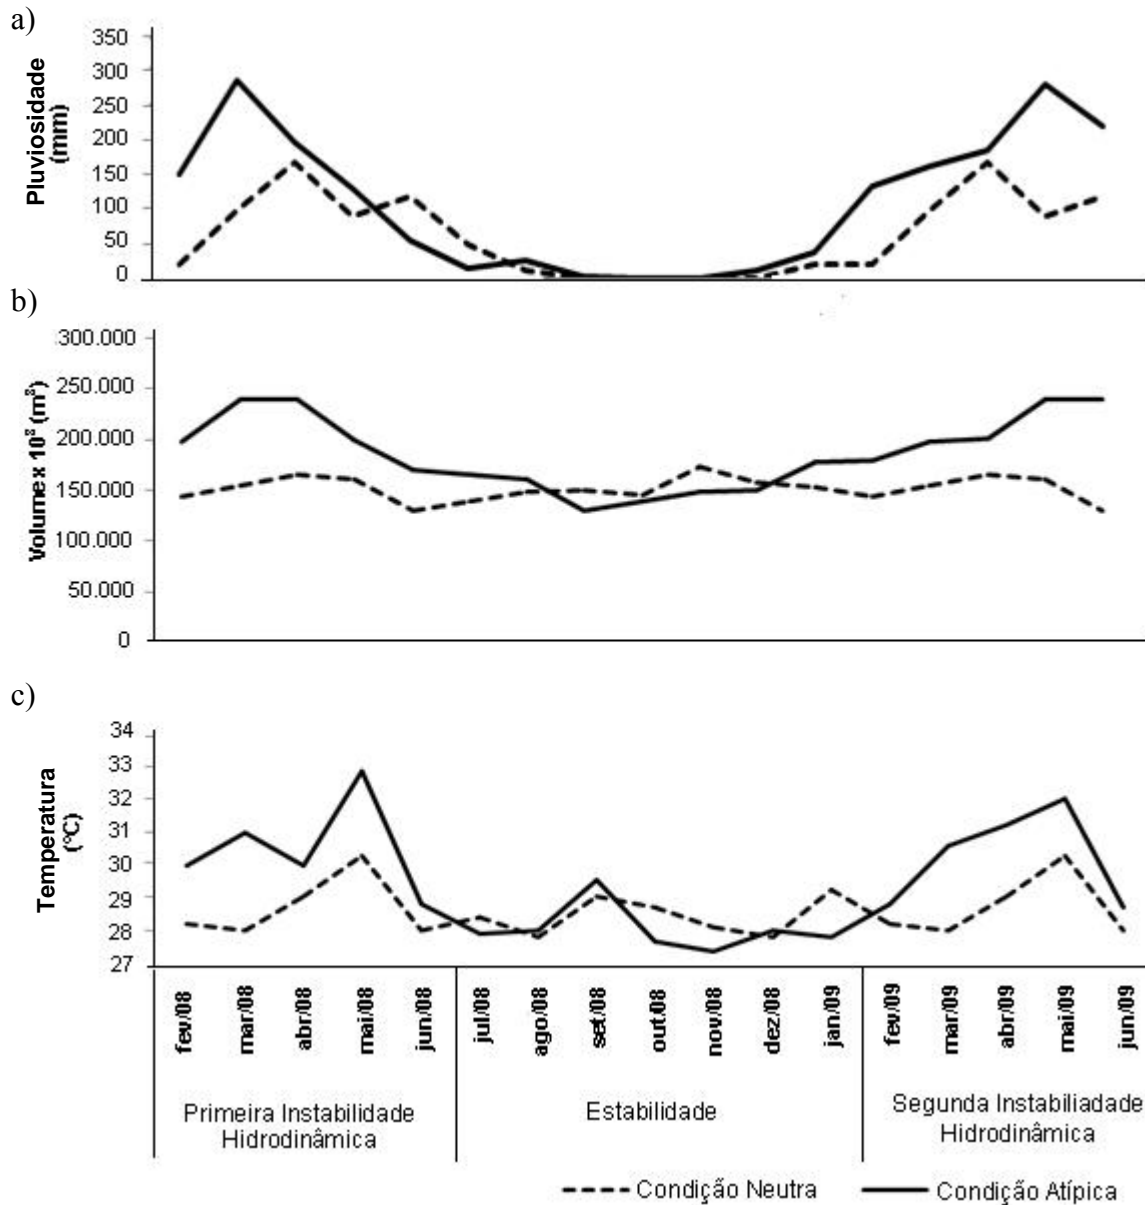 a)
350
300
250
200
150
100
50
0
Pluviosidade
(mm)
b)
300.000
250.000
200.000
150.000
100.000
50.000
0
Volume x 10³ (m³)
c)
34
33
32
31
30
29
28
27
Temperatura
(°C)
fev/08
mar/08
abr/08
mai/08
jun/08
jul/08
ago/08
set/08
out/08
nov/08
dez/08
jan/09
fev/09
mar/09
abr/09
mai/09
jun/09
Primeira Instabilidade
Hidrodinâmica
Estabilidade
Segunda Instabiliadade
Hidrodinâmica
Condição Neutra
Condição Atípica